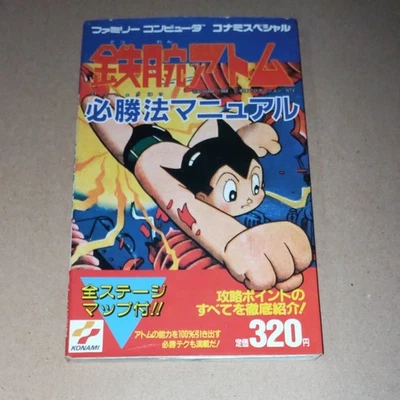 ファミリー コンピュータ コナミスペシャル
鉄腕アトム
必勝法マニュアル
全ステージ
マップ付!!
攻略ポイントの
すべてを徹底紹介!
アトムの能力を100%引き出す
必勝テクも満載だ!
定価320円
KONAMI